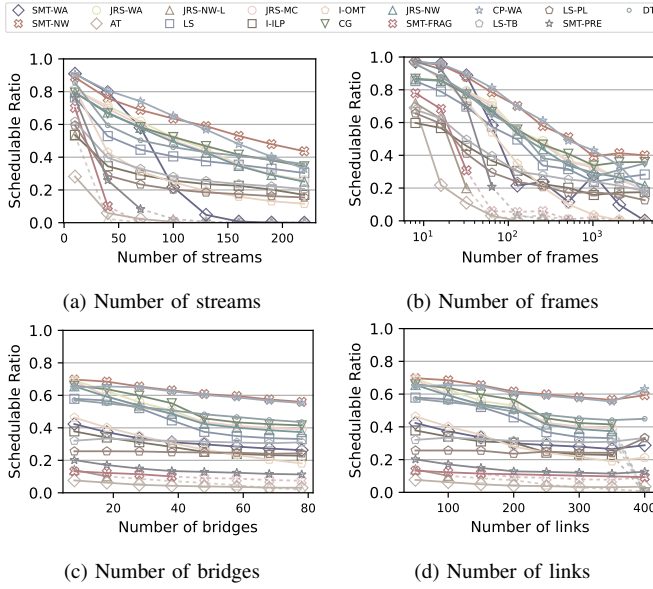 SMT-WA JRS-WA JRS-NW-L JRS-MC I-OMT JRS-NW CP-WA LS-PL DT
SMT-NW AT LS I-ILP CG SMT-FRAG LS-TB SMT-PRE
Schedulable Ratio
1.0
0.8
0.6
0.4
0.2
0.0
0 50 100 150 200
Number of streams
(a) Number of streams
Schedulable Ratio
1.0
0.8
0.6
0.4
0.2
0.0
10¹ 10² 10³
Number of frames
(b) Number of frames
Schedulable Ratio
1.0
0.8
0.6
0.4
0.2
0.0
20 40 60 80
Number of bridges
(c) Number of bridges
Schedulable Ratio
1.0
0.8
0.6
0.4
0.2
0.0
100 200 300 400
Number of links
(d) Number of links